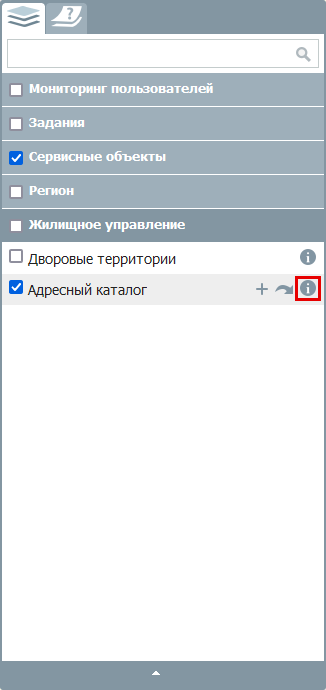 ?
Мониторинг пользователей
Задания
Сервисные объекты
Регион
Жилищное управление
Дворовые территории
Адресный каталог